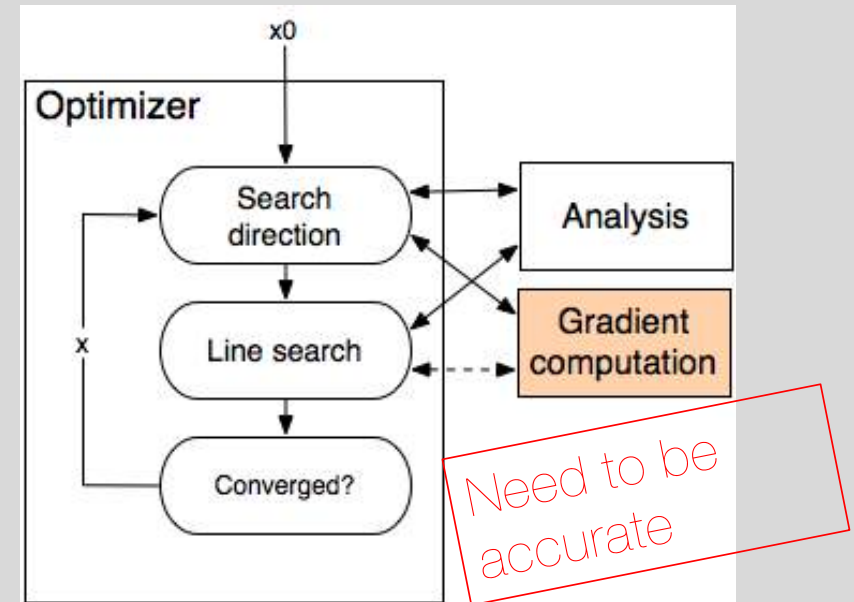 x0
Optimizer
Search
direction
Analysis
Gradient
computation
x
Line search
Converged?
Need to be
accurate